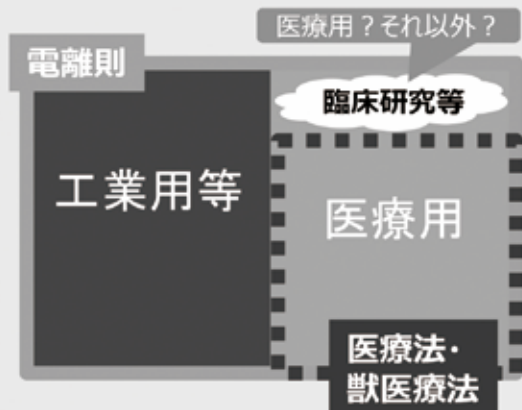 医療用？それ以外？
電離則
臨床研究等
工業用等
医療用
医療法・
獣医療法